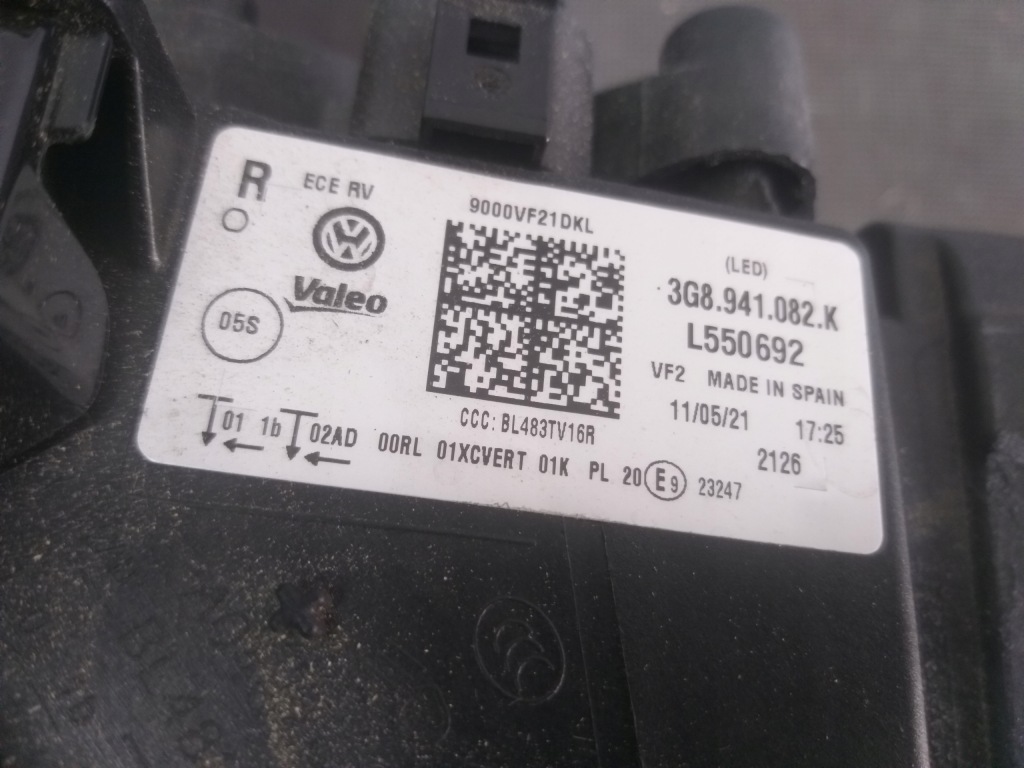 R
ECE RV
Valeo
05S
9000VF21DKL
(LED)
3G8.941.082.K
L550692
VF2 MADE IN SPAIN
11/05/21 17:25
2126
CCC: BL483TV16R
01 1b 02AD 00RL 01XCVERT 01K PL 20 E9 23247